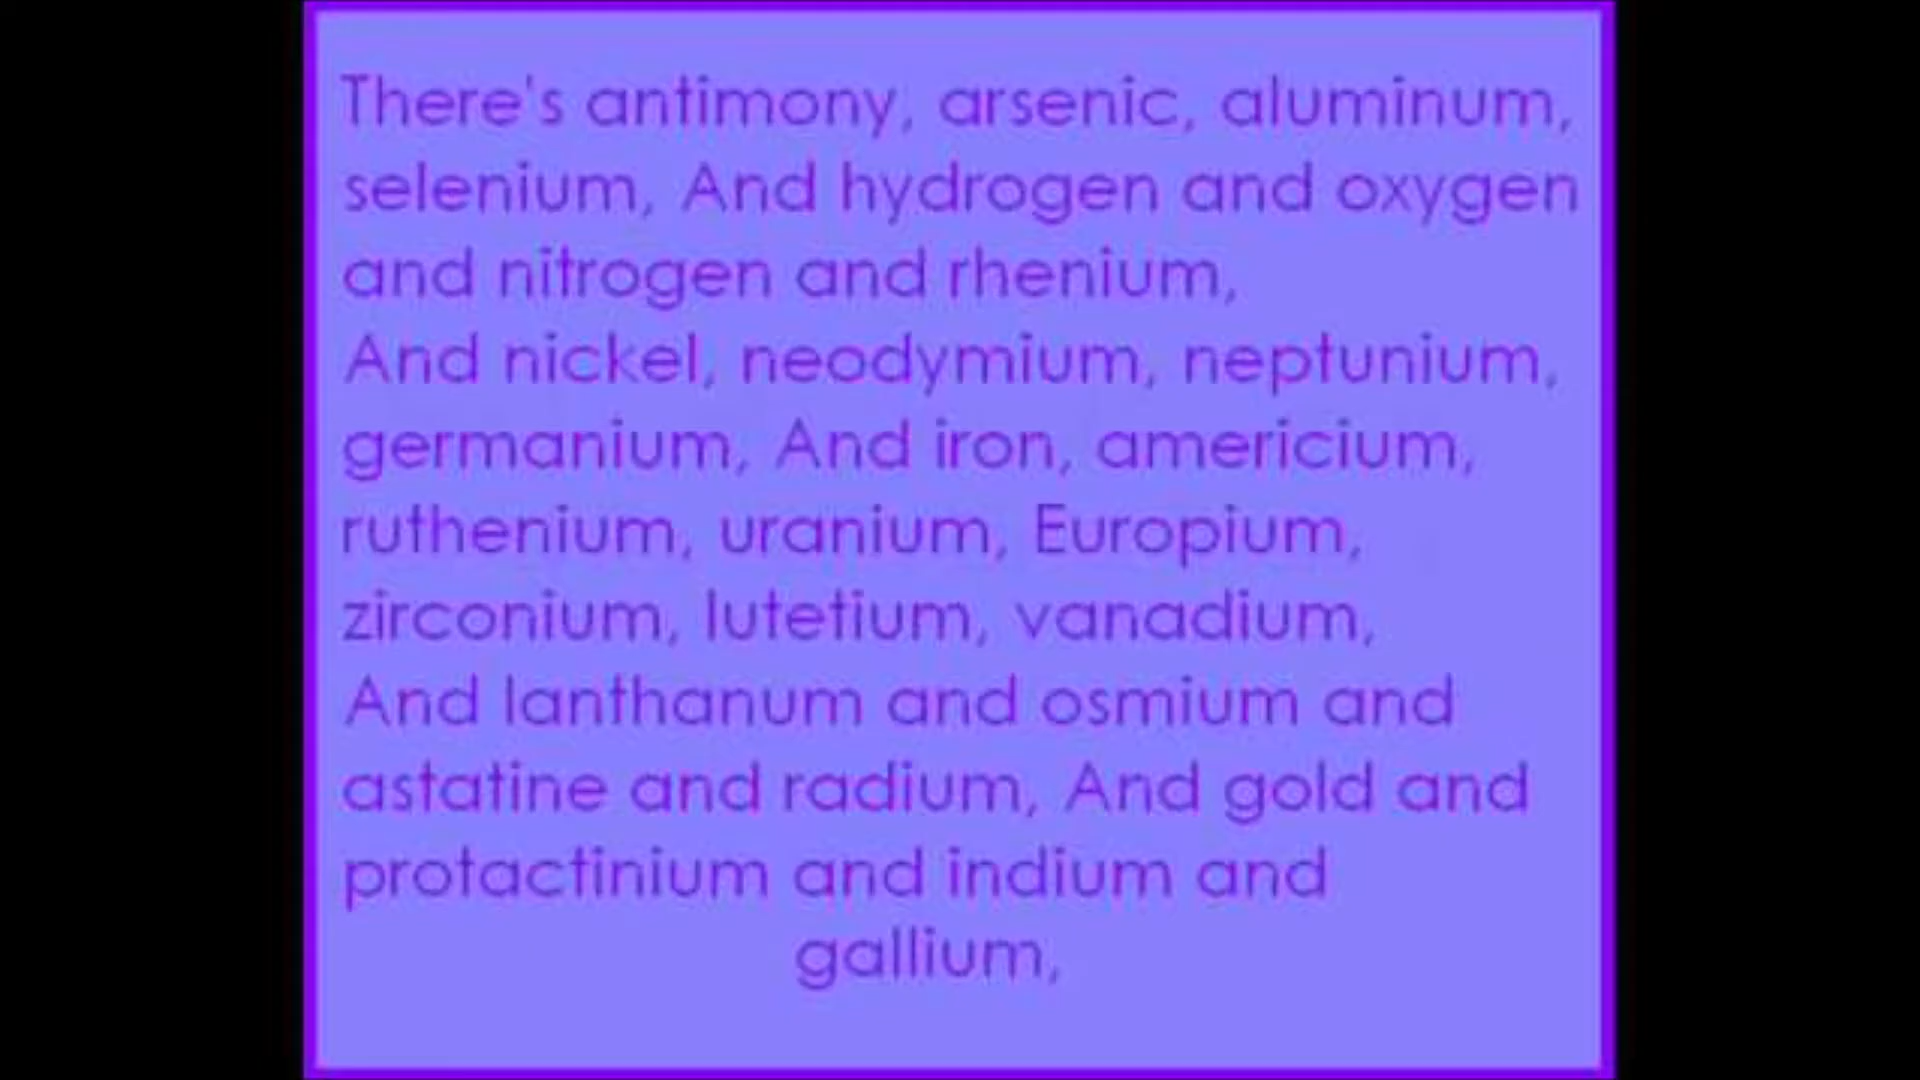 There's antimony, arsenic, aluminum,
selenium, And hydrogen and oxygen
and nitrogen and rhenium,
And nickel, neodymium, neptunium,
germanium, And iron, americium,
ruthenium, uranium, Europium,
zirconium, lutetium, vanadium,
And lanthanum and osmium and
astatine and radium, And gold and
protactinium and indium and
gallium,